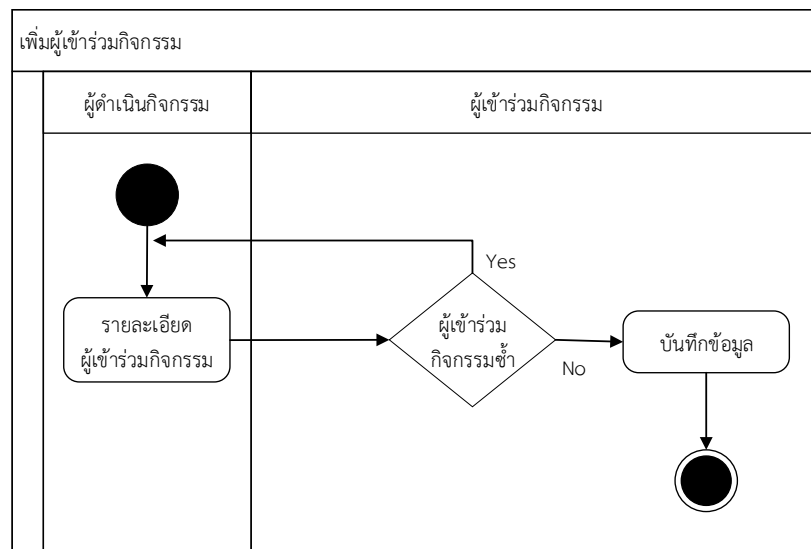 เพิ่มผู้เข้าร่วมกิจกรรม
ผู้ดำเนินกิจกรรม
ผู้เข้าร่วมกิจกรรม
Yes
รายละเอียด
ผู้เข้าร่วมกิจกรรม
ผู้เข้าร่วม
กิจกรรมซ้ำ
No
บันทึกข้อมูล